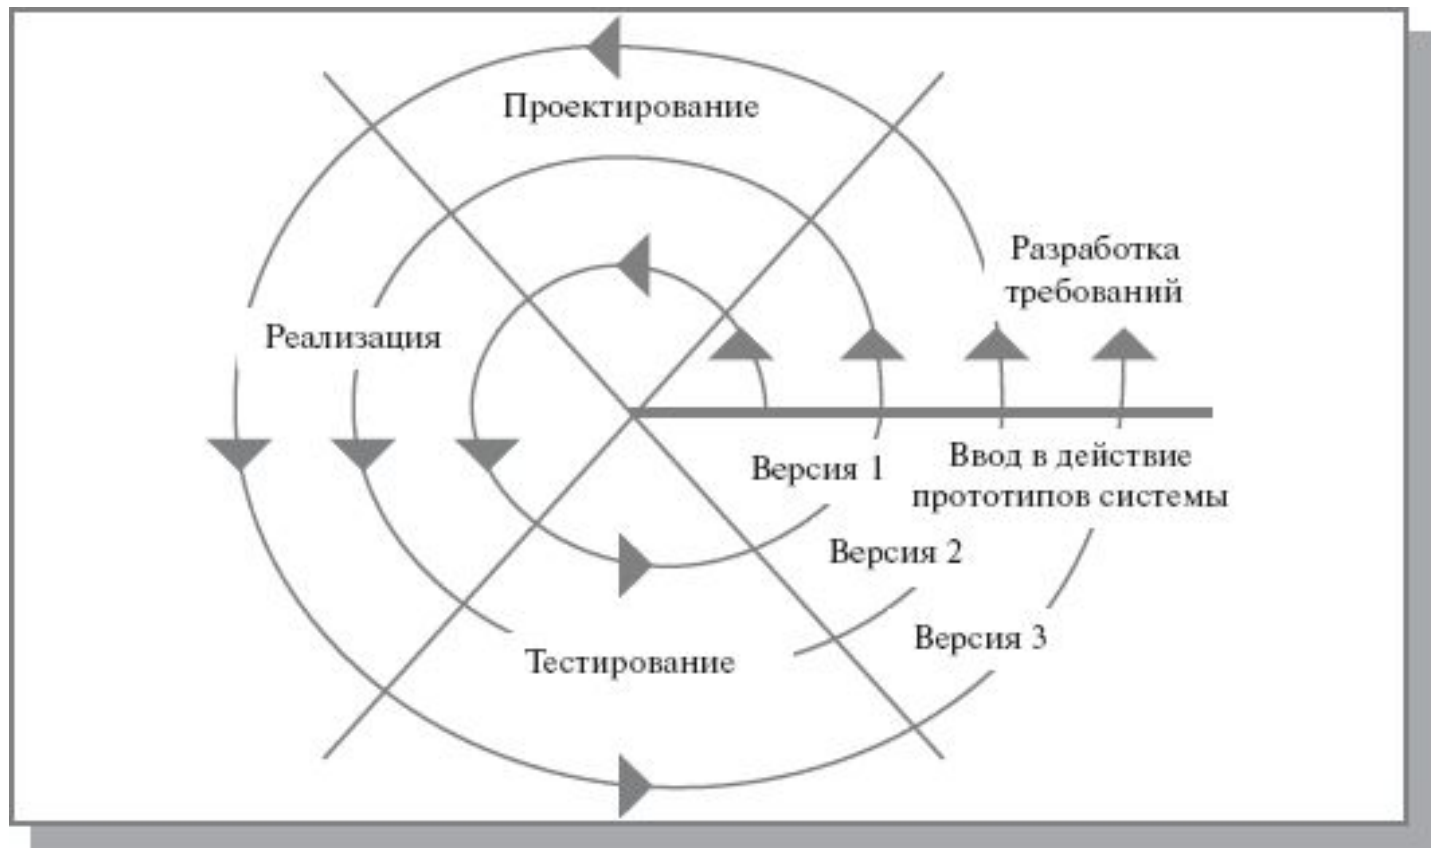 Проектирование
Разработка
требований
Реализация
Версия 1
Ввод в действие
прототипов системы
Версия 2
Версия 3
Тестирование